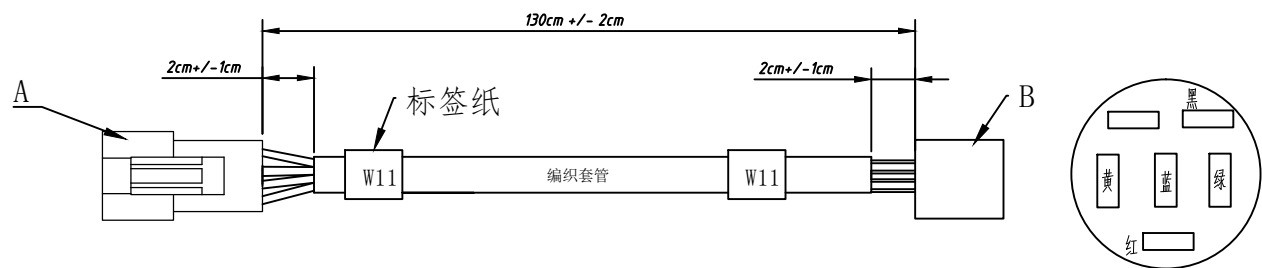 130cm +/- 2cm
2cm+/-1cm
2cm+/-1cm
A
标签纸
B
黑
W11
编织套管
W11
黄
蓝
绿
红